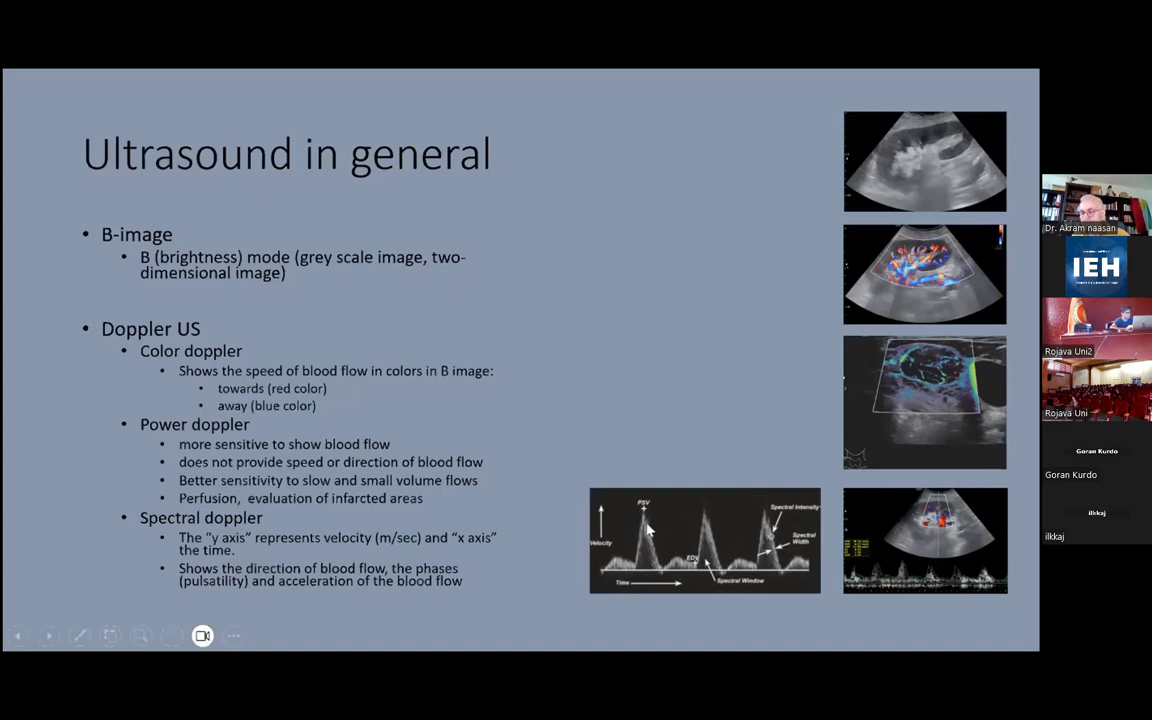 Ultrasound in general
• B-image
• B (brightness) mode (grey scale image, two-
dimensional image)
• Doppler US
• Color doppler
• Shows the speed of blood flow in colors in B image:
• towards (red color)
• away (blue color)
• Power doppler
• more sensitive to show blood flow
• does not provide speed or direction of blood flow
• Better sensitivity to slow and small volume flows
• Perfusion, evaluation of infarcted areas
• Spectral doppler
• The “y axis” represents velocity (m/sec) and “x axis”
the time.
• Shows the direction of blood flow, the phases
(pulsatility) and acceleration of the blood flow
PSV
Spectral Intensity
Velocity
Spectral
Width
EDV
Time
Spectral Window
Dr. Akram naasan
IEH
Rojava Uni2
Rojava Uni
Goran Kurdo
Goran Kurdo
ilkkaj
ilkkaj